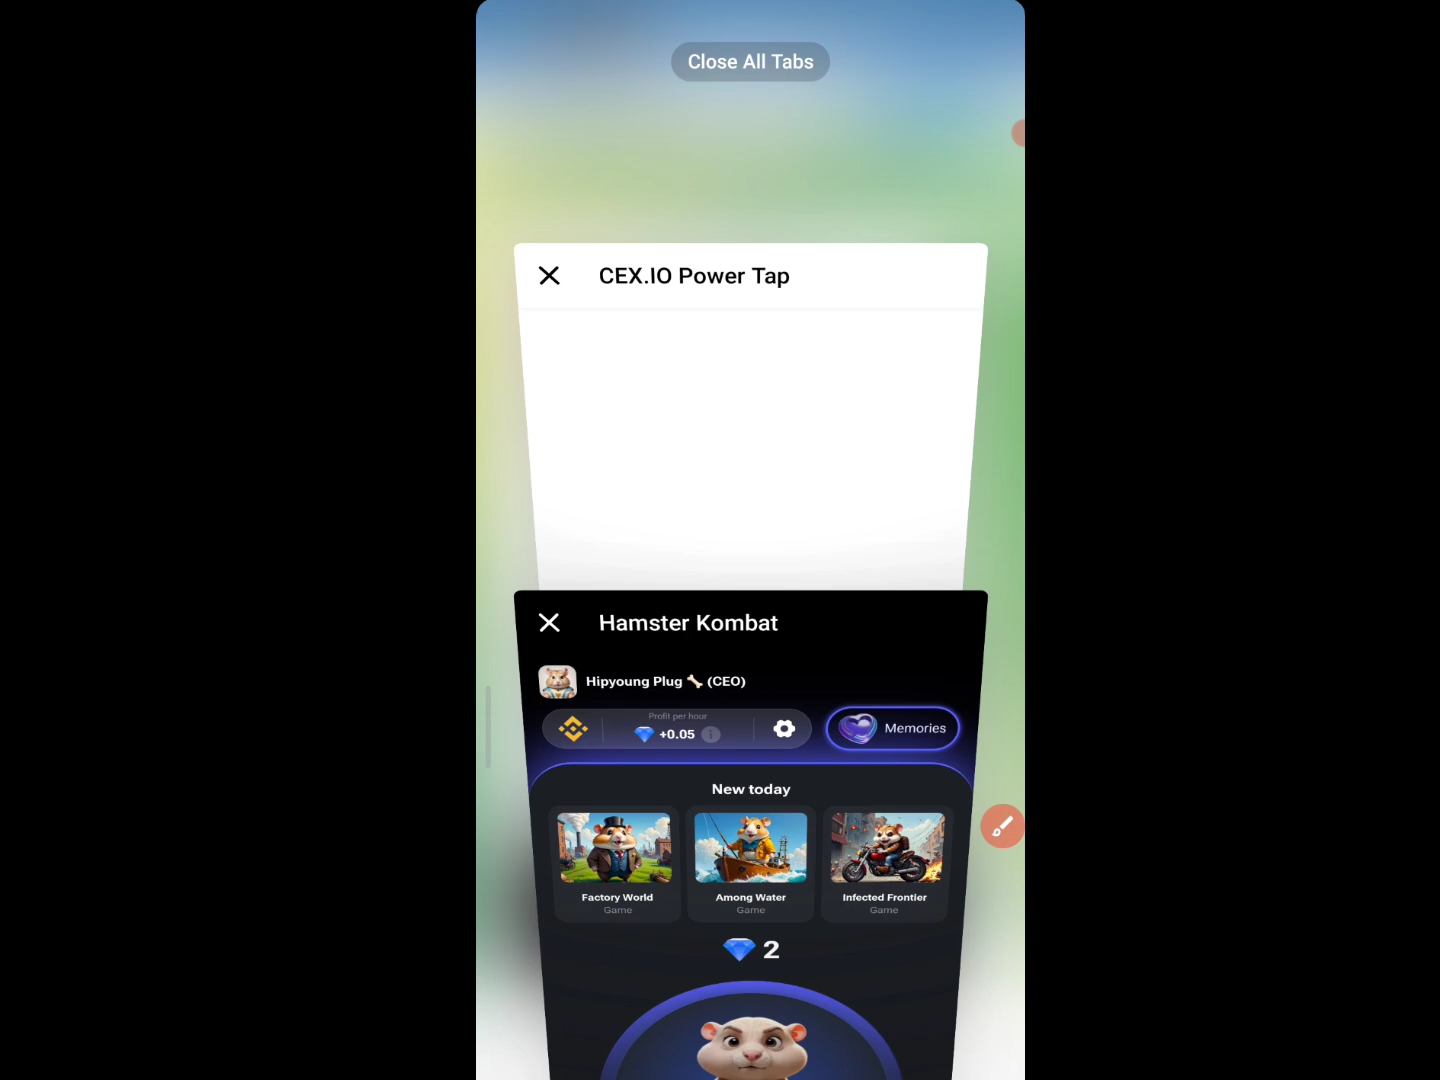 Close All Tabs
CEX.IO Power Tap
Hamster Kombat
Hipyoung Plug 🦴 (CEO)
Profit per hour
+0.05
Memories
New today
Factory World
Game
Among Water
Game
Infected Frontier
Game
2